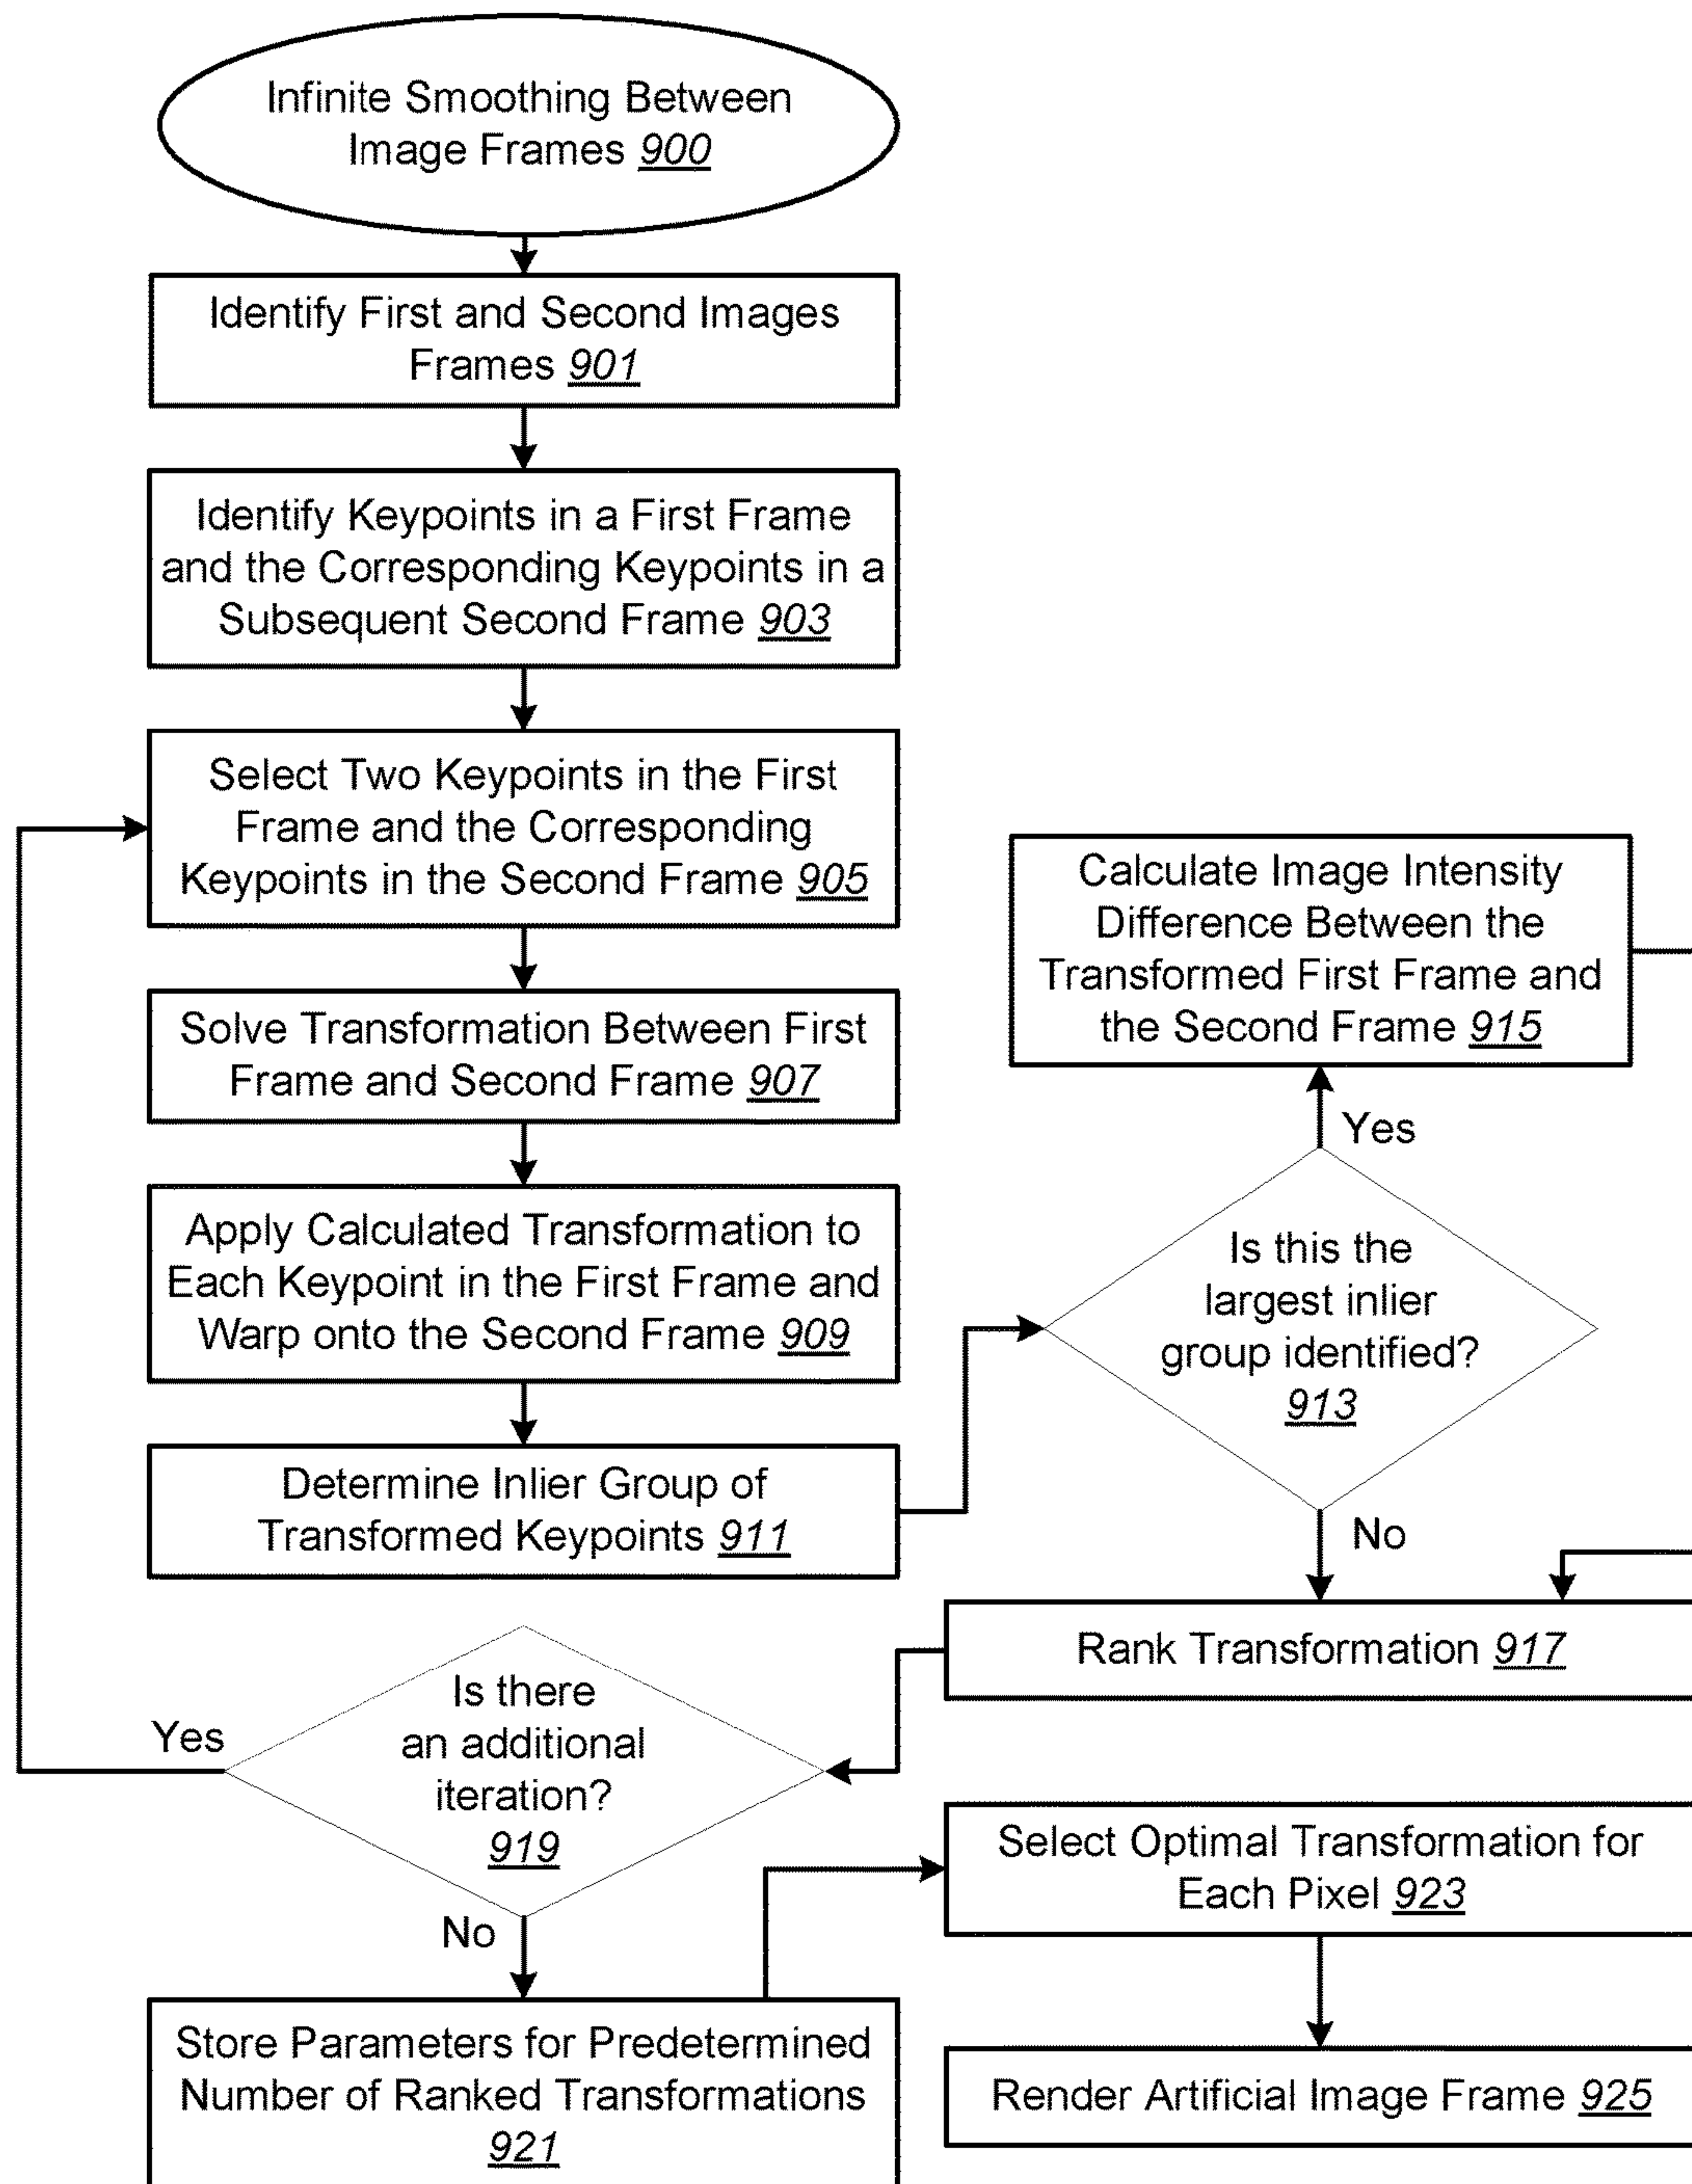 Infinite Smoothing Between
Image Frames 900
Identify First and Second Images
Frames 901
Identify Keypoints in a First Frame
and the Corresponding Keypoints in a
Subsequent Second Frame 903
Select Two Keypoints in the First
Frame and the Corresponding
Keypoints in the Second Frame 905
Solve Transformation Between First
Frame and Second Frame 907
Apply Calculated Transformation to
Each Keypoint in the First Frame and
Warp onto the Second Frame 909
Determine Inlier Group of
Transformed Keypoints 911
Is this the
largest inlier
group identified?
913
Yes
Calculate Image Intensity
Difference Between the
Transformed First Frame and
the Second Frame 915
No
Rank Transformation 917
Is there
an additional
iteration?
919
Yes
No
Store Parameters for Predetermined
Number of Ranked Transformations
921
Select Optimal Transformation for
Each Pixel 923
Render Artificial Image Frame 925